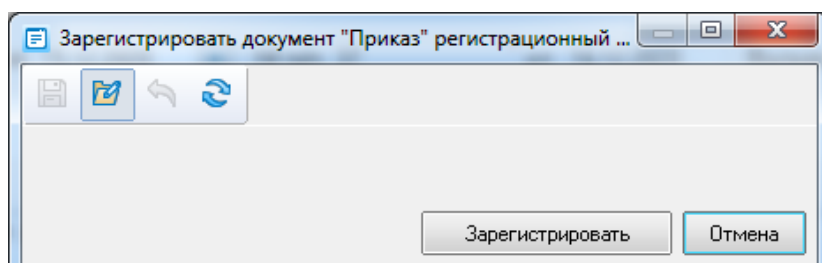 Зарегистрировать документ "Приказ" регистрационный ...
Зарегистрировать Отмена